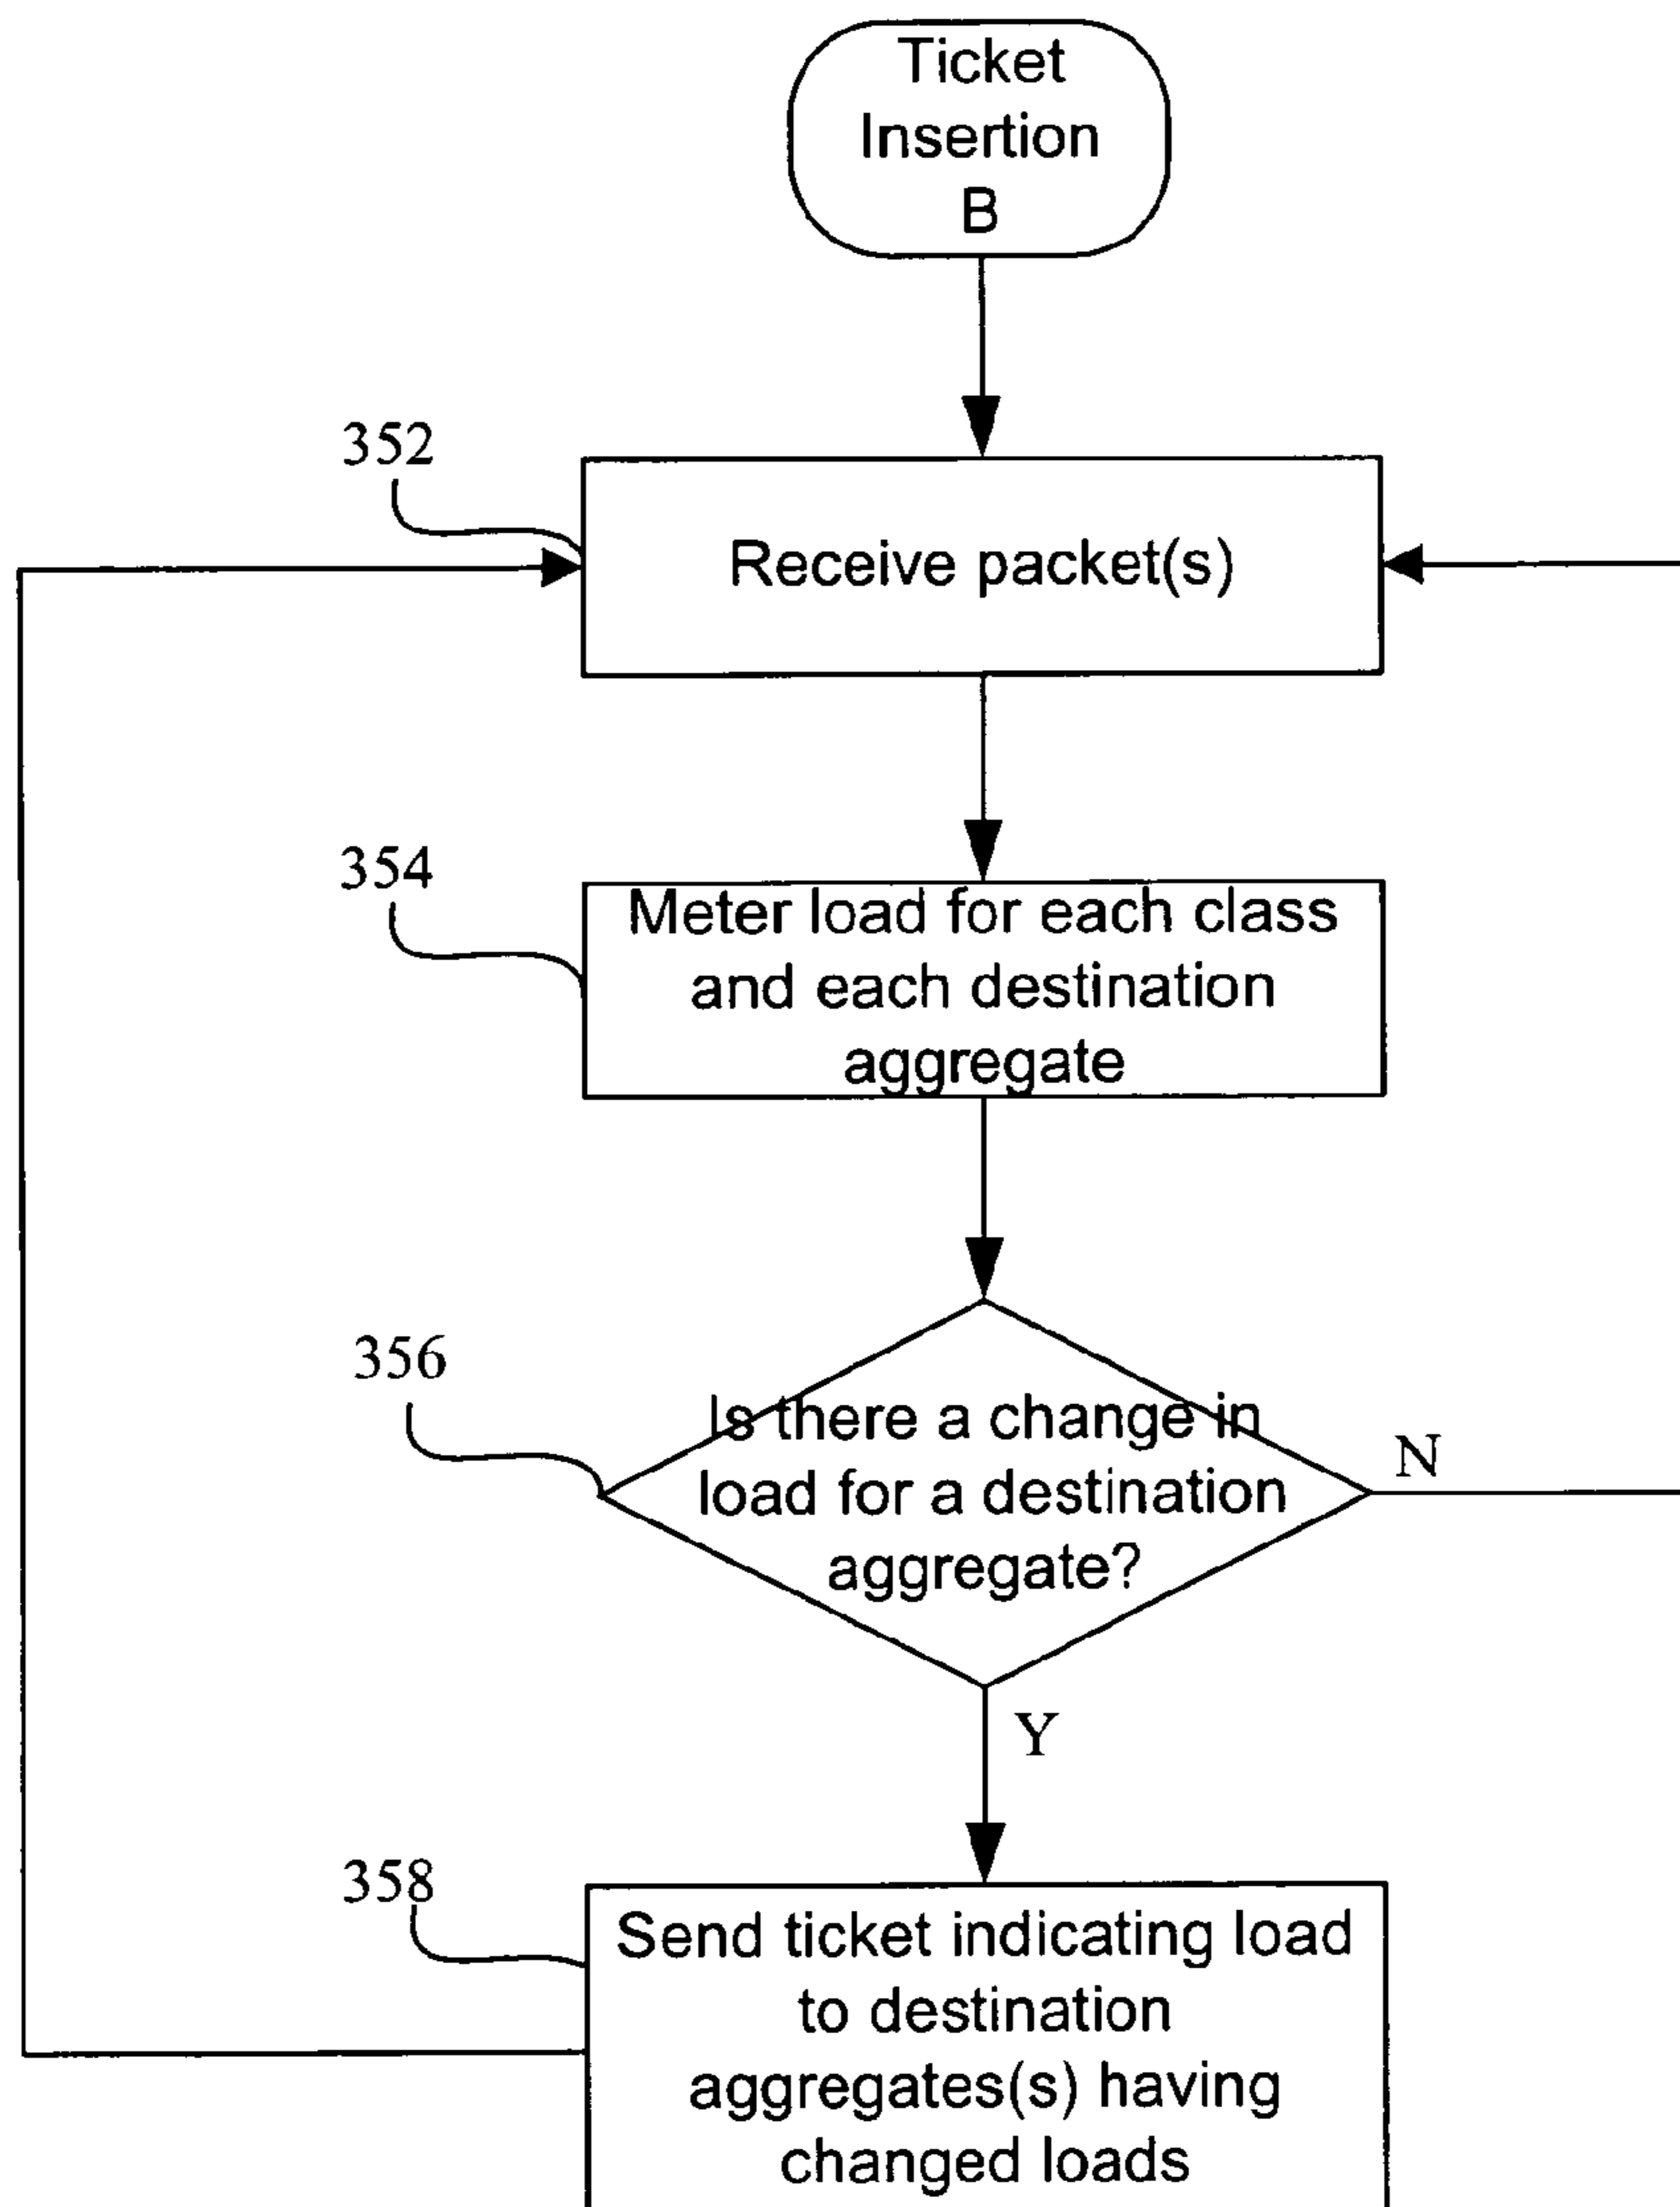 Ticket
Insertion
B
352
Receive packet(s)
354
Meter load for each class
and each destination
aggregate
356
Is there a change in
load for a destination
aggregate?
N
Y
358
Send ticket indicating load
to destination
aggregates(s) having
changed loads